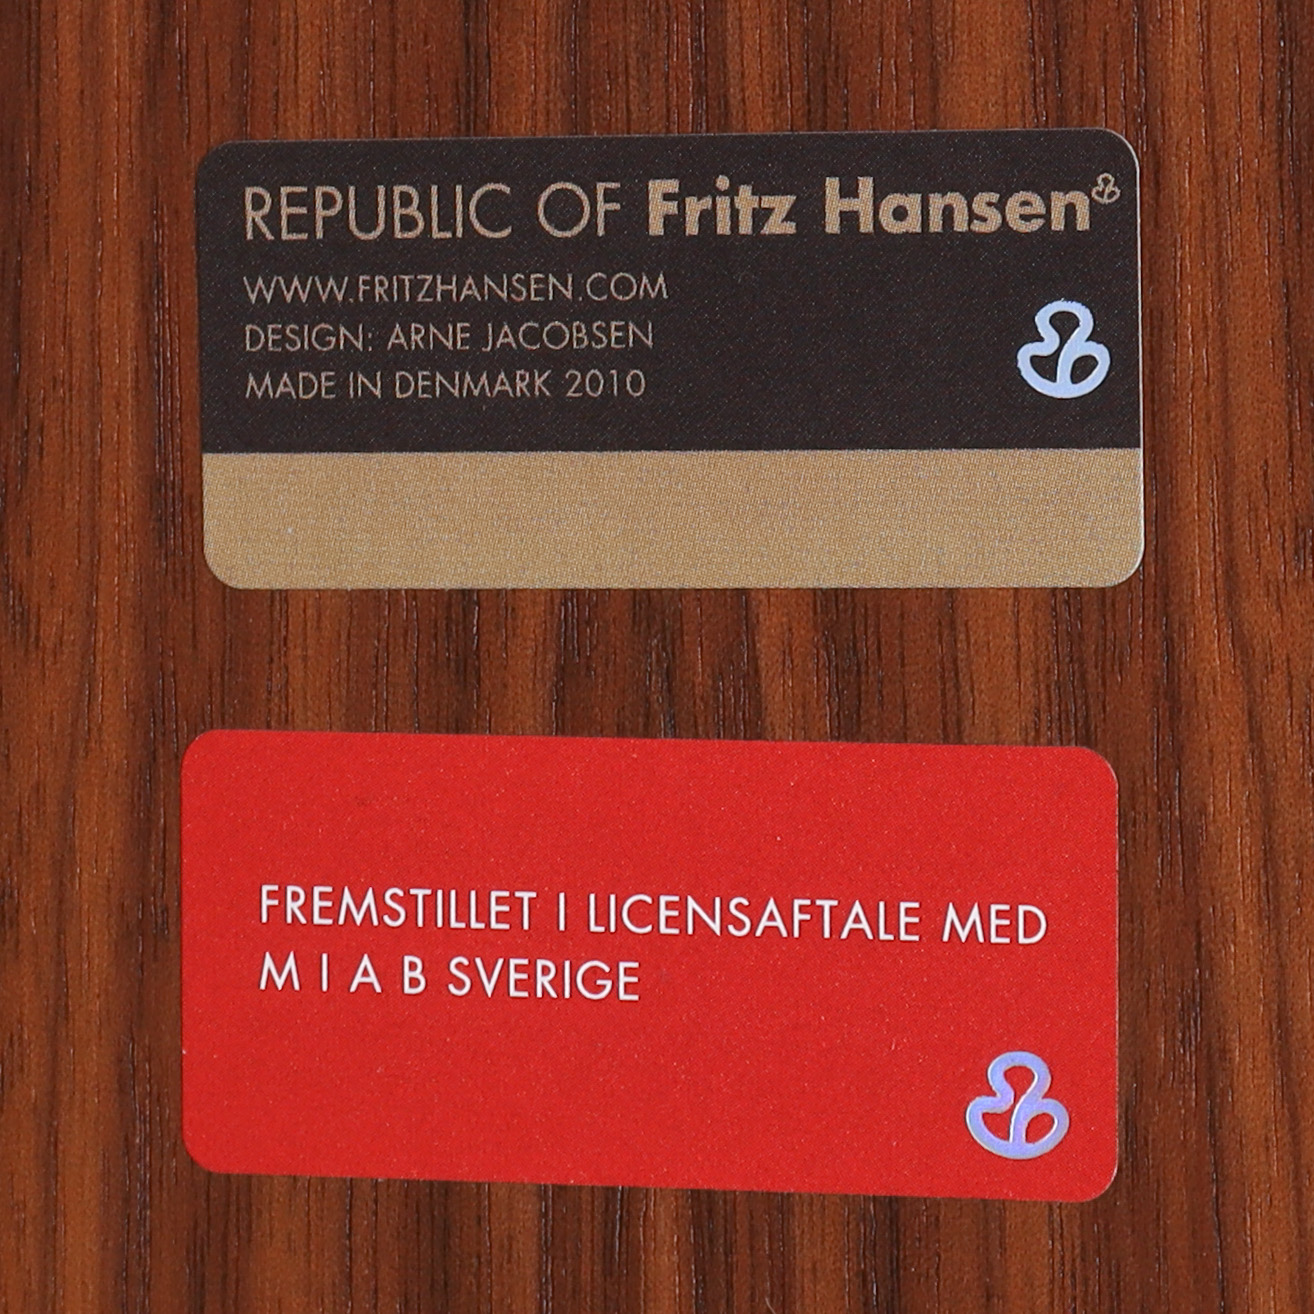 REPUBLIC OF Fritz Hansen
WWW.FRITZHANSEN.COM
DESIGN: ARNE JACOBSEN
MADE IN DENMARK 2010
FREMSTILLET I LICENSAFTALE MED
M I A B SVERIGE